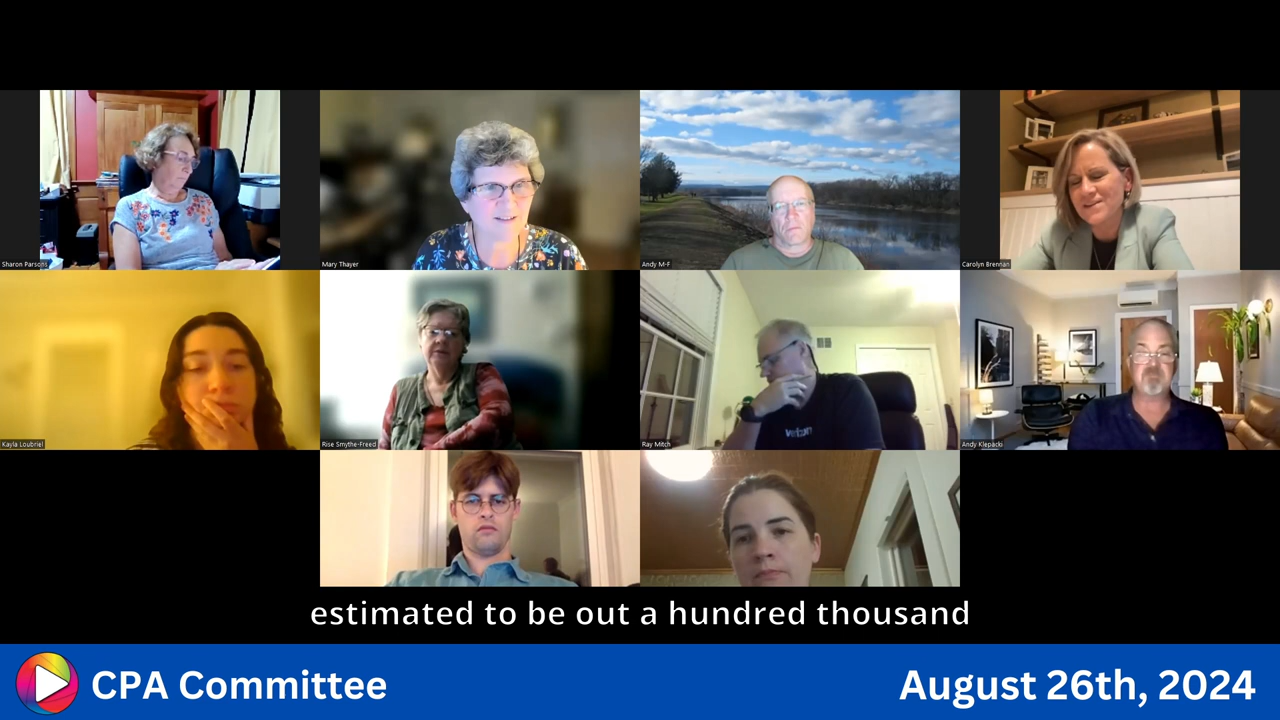 Sharon Parsons
Mary Thayer
Andy M-F
Carolyn Brennan
Kayla Loubriel
Rise Smythe-Freed
Ray Mitch
Andy Klepacki
verizon
estimated to be out a hundred thousand
CPA Committee
August 26th, 2024